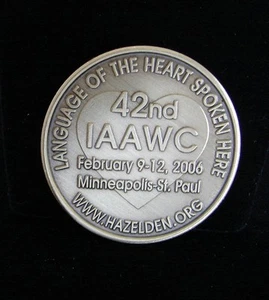 LANGUAGE OF THE HEART SPOKEN HERE
42nd
IAAWC
February 9-12, 2006
Minneapolis-St. Paul
WWW.HAZELDEN.ORG